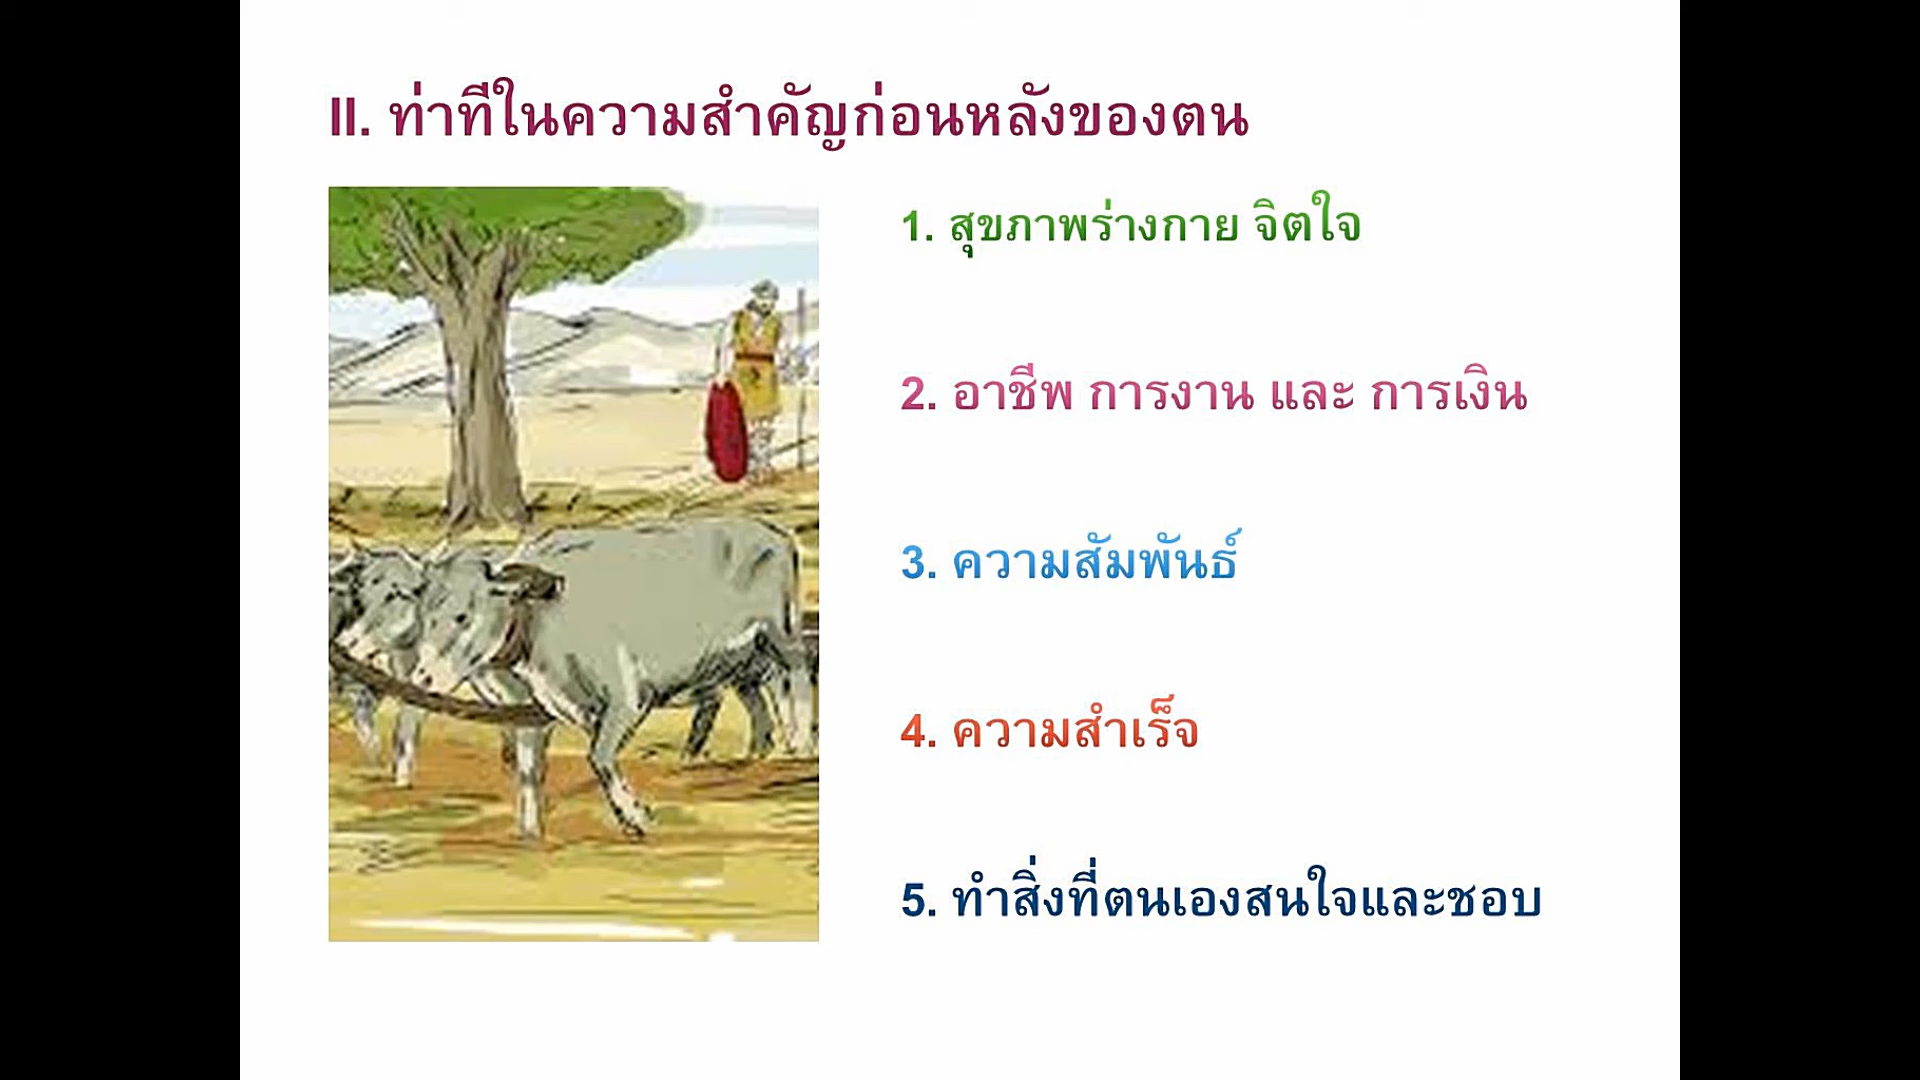 II. ท่าทีในความสำคัญก่อนหลังของตน
1. สุขภาพร่างกาย จิตใจ
2. อาชีพ การงาน และ การเงิน
3. ความสัมพันธ์
4. ความสำเร็จ
5. ทำสิ่งที่ตนเองสนใจและชอบ